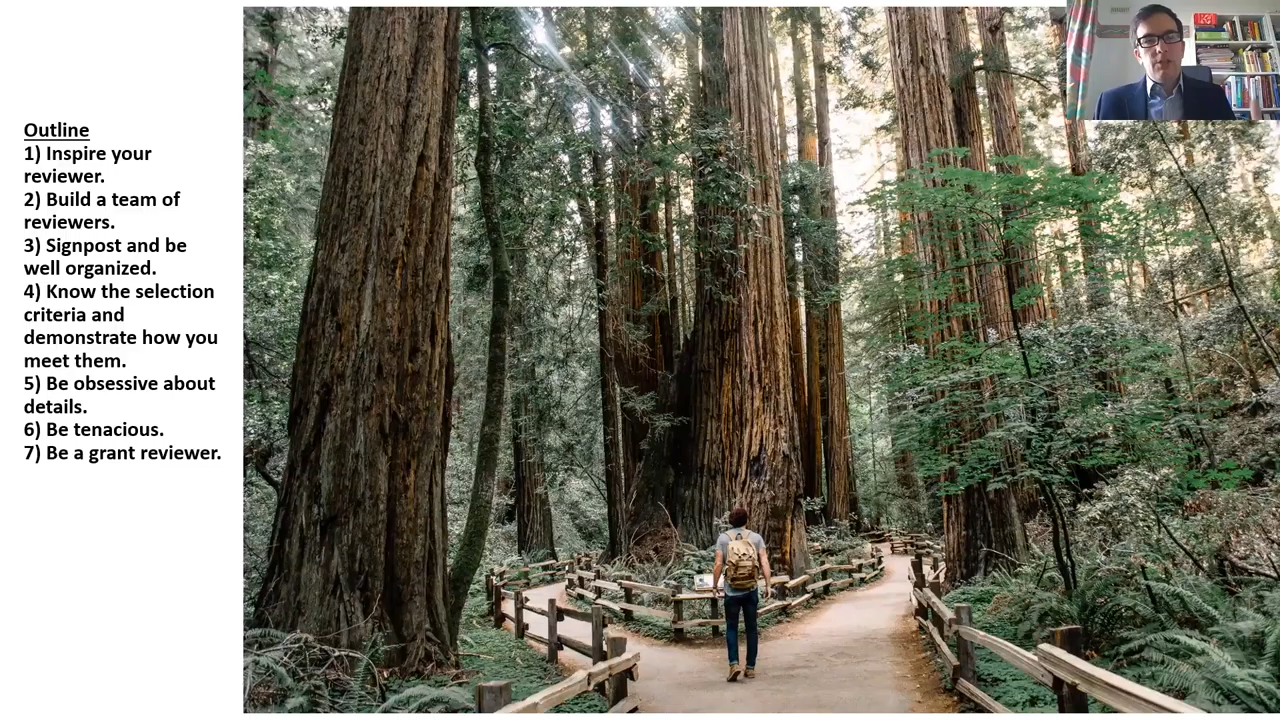 Outline
1) Inspire your
reviewer.
2) Build a team of
reviewers.
3) Signpost and be
well organized.
4) Know the selection
criteria and
demonstrate how you
meet them.
5) Be obsessive about
details.
6) Be tenacious.
7) Be a grant reviewer.